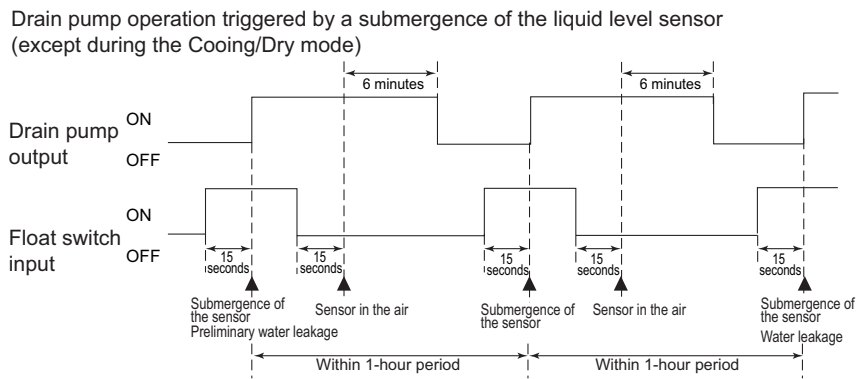 Drain pump operation triggered by a submergence of the liquid level sensor
(except during the Cooing/Dry mode)
6 minutes
6 minutes
Drain pump
output
ON
OFF
Float switch
input
ON
OFF
15
seconds
15
seconds
15
seconds
15
seconds
15
seconds
Submergence of
the sensor
Preliminary water leakage
Sensor in the air
Submergence of
the sensor
Sensor in the air
Submergence of
the sensor
Water leakage
Within 1-hour period
Within 1-hour period